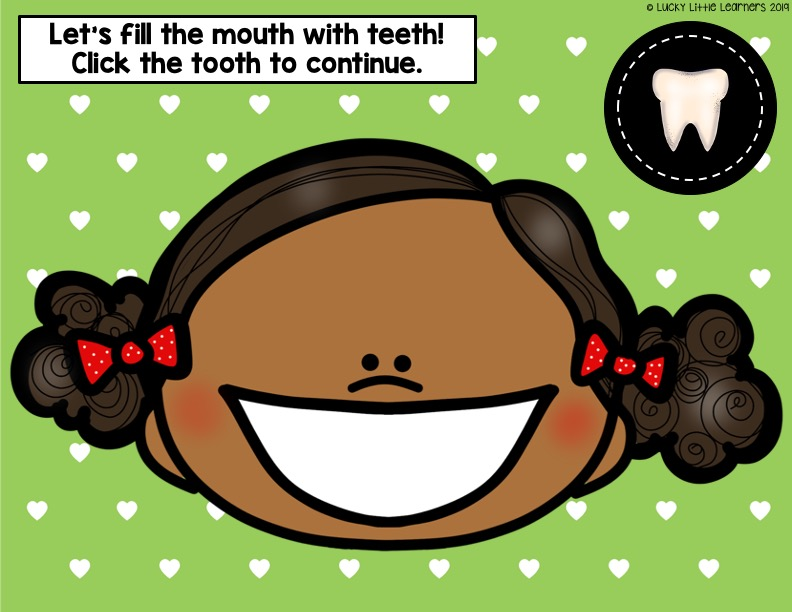 © Lucky Little Learners 2019
Let's fill the mouth with teeth!
Click the tooth to continue.